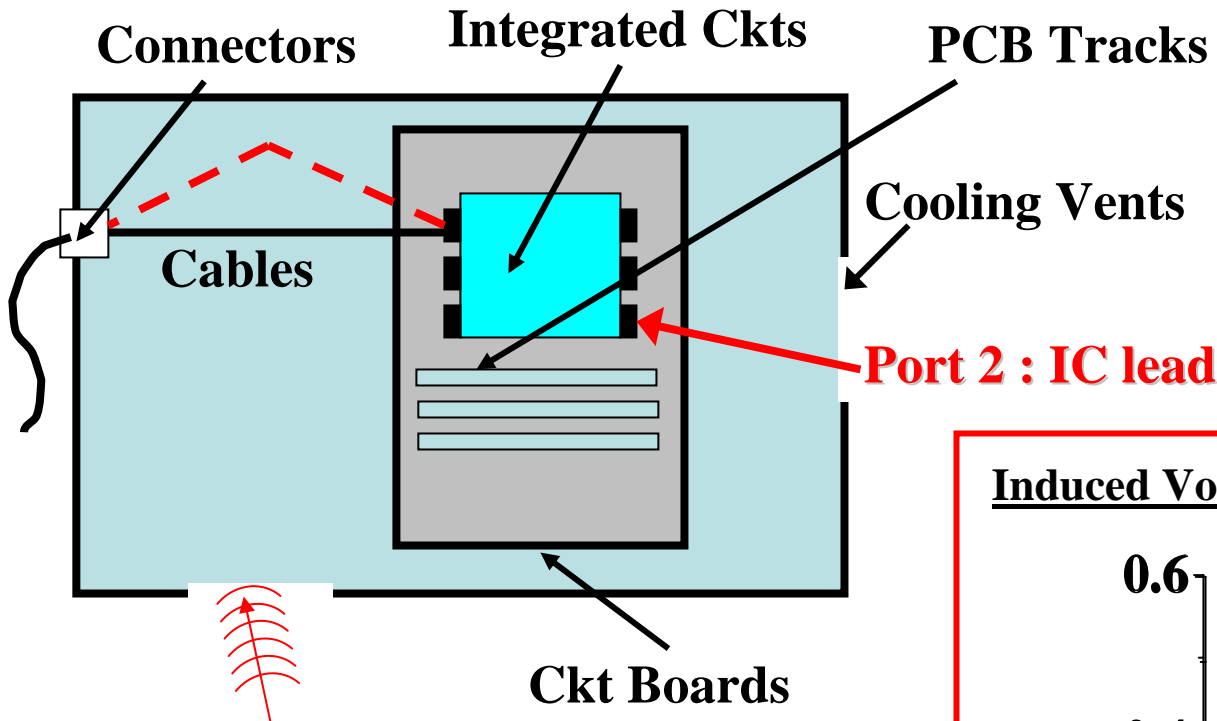 Connectors
Integrated Ckts
PCB Tracks
Cooling Vents
Cables
Port 2 : IC lead
Induced Vo
0.6
Ckt Boards